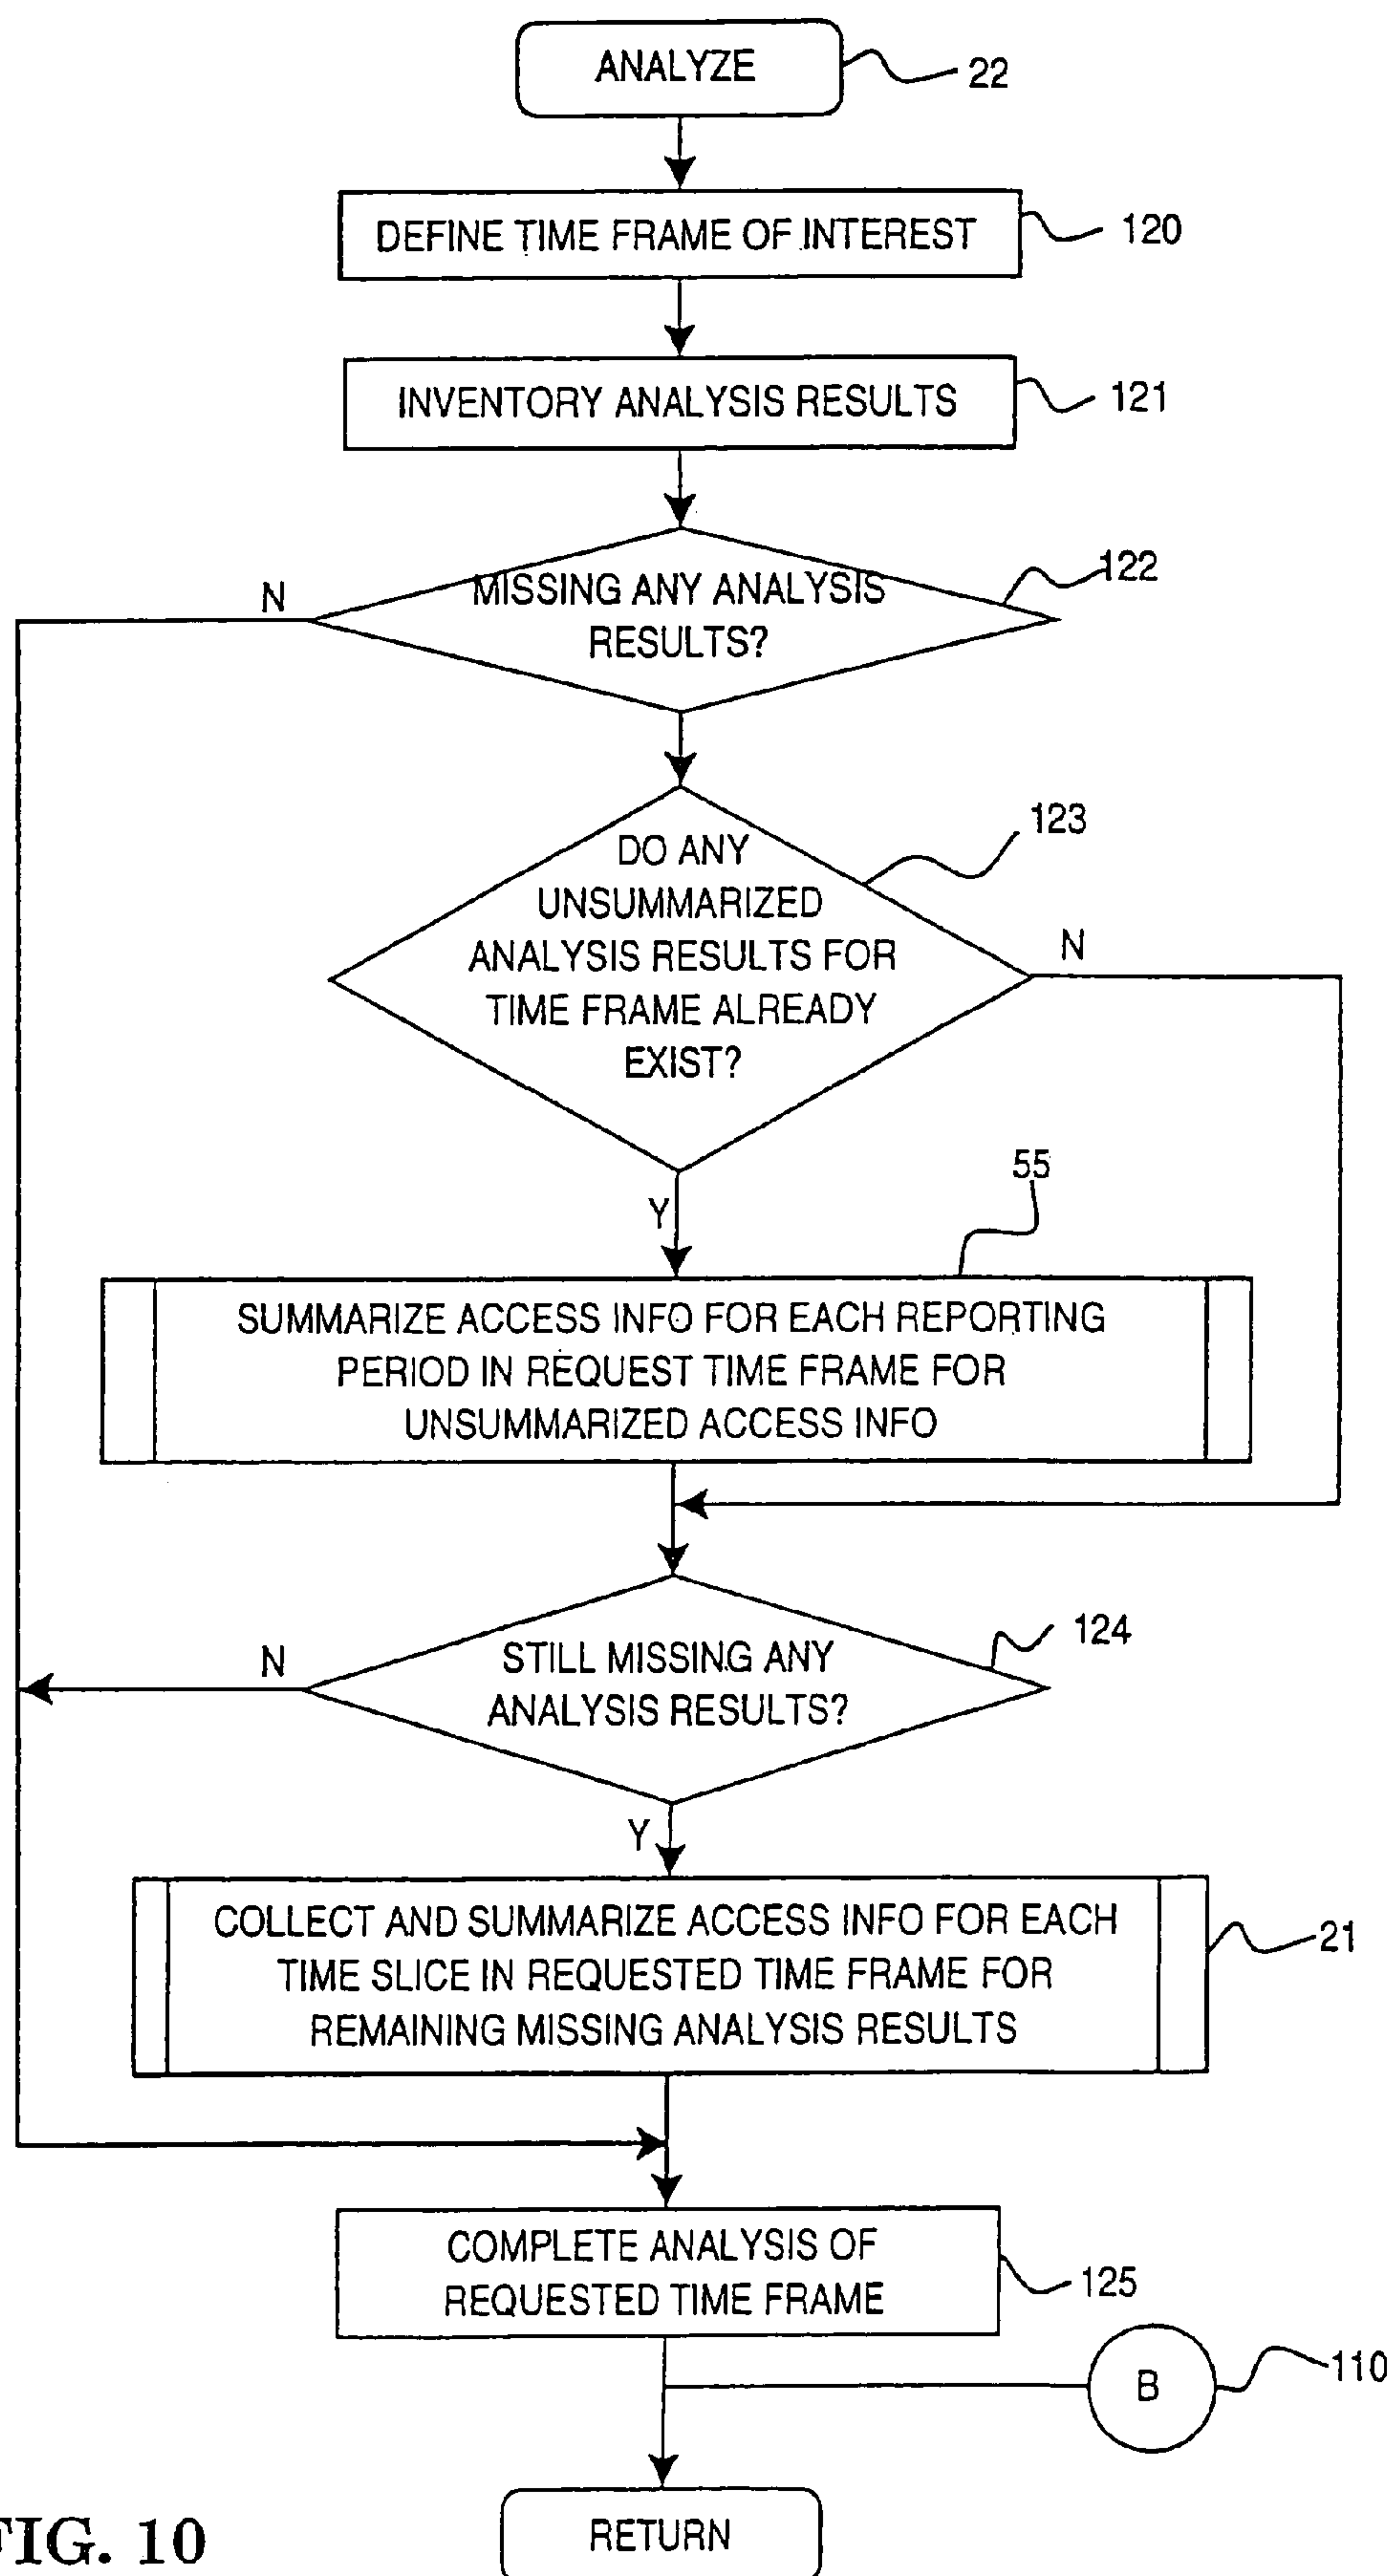 ANALYZE
22
DEFINE TIME FRAME OF INTEREST
120
INVENTORY ANALYSIS RESULTS
121
N
MISSING ANY ANALYSIS
RESULTS?
122
DO ANY
UNSUMMARIZED
ANALYSIS RESULTS FOR
TIME FRAME ALREADY
EXIST?
123
N
Y
55
SUMMARIZE ACCESS INFO FOR EACH REPORTING
PERIOD IN REQUEST TIME FRAME FOR
UNSUMMARIZED ACCESS INFO
N
STILL MISSING ANY
ANALYSIS RESULTS?
124
Y
COLLECT AND SUMMARIZE ACCESS INFO FOR EACH
TIME SLICE IN REQUESTED TIME FRAME FOR
REMAINING MISSING ANALYSIS RESULTS
21
COMPLETE ANALYSIS OF
REQUESTED TIME FRAME
125
B
110
RETURN
FIG. 10